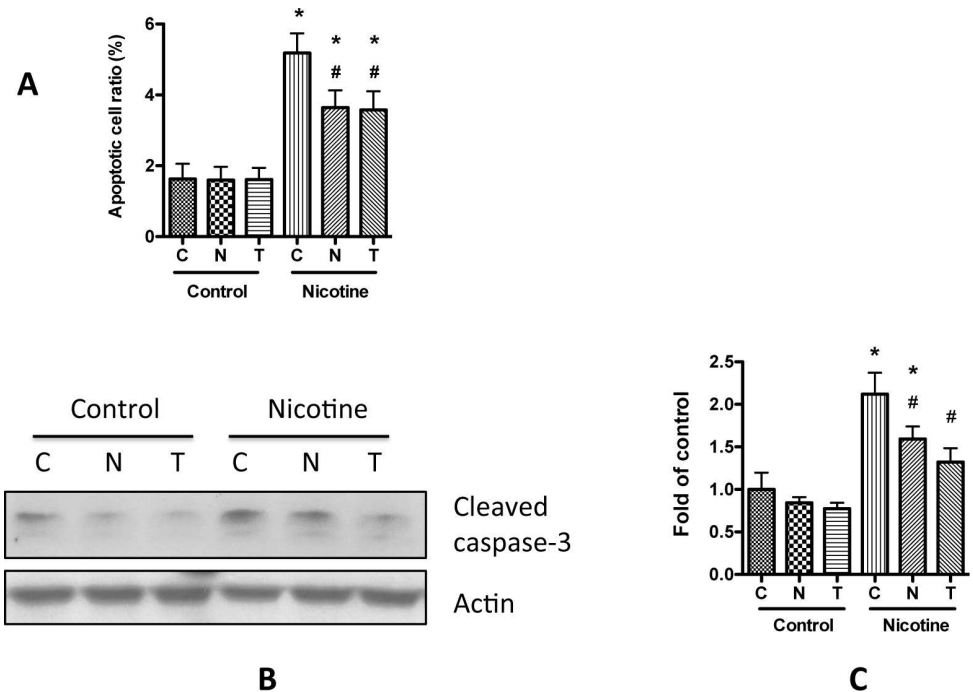 A
Apoptotic cell ratio (%)
6
4
2
0
*
* *
# #
C N T C N T
Control Nicotine
Control Nicotine
C N T C N T
Cleaved
caspase-3
Actin
B
Fold of control
2.5
2.0
1.5
1.0
0.5
0.0
*
*
# #
C N T C N T
Control Nicotine
C